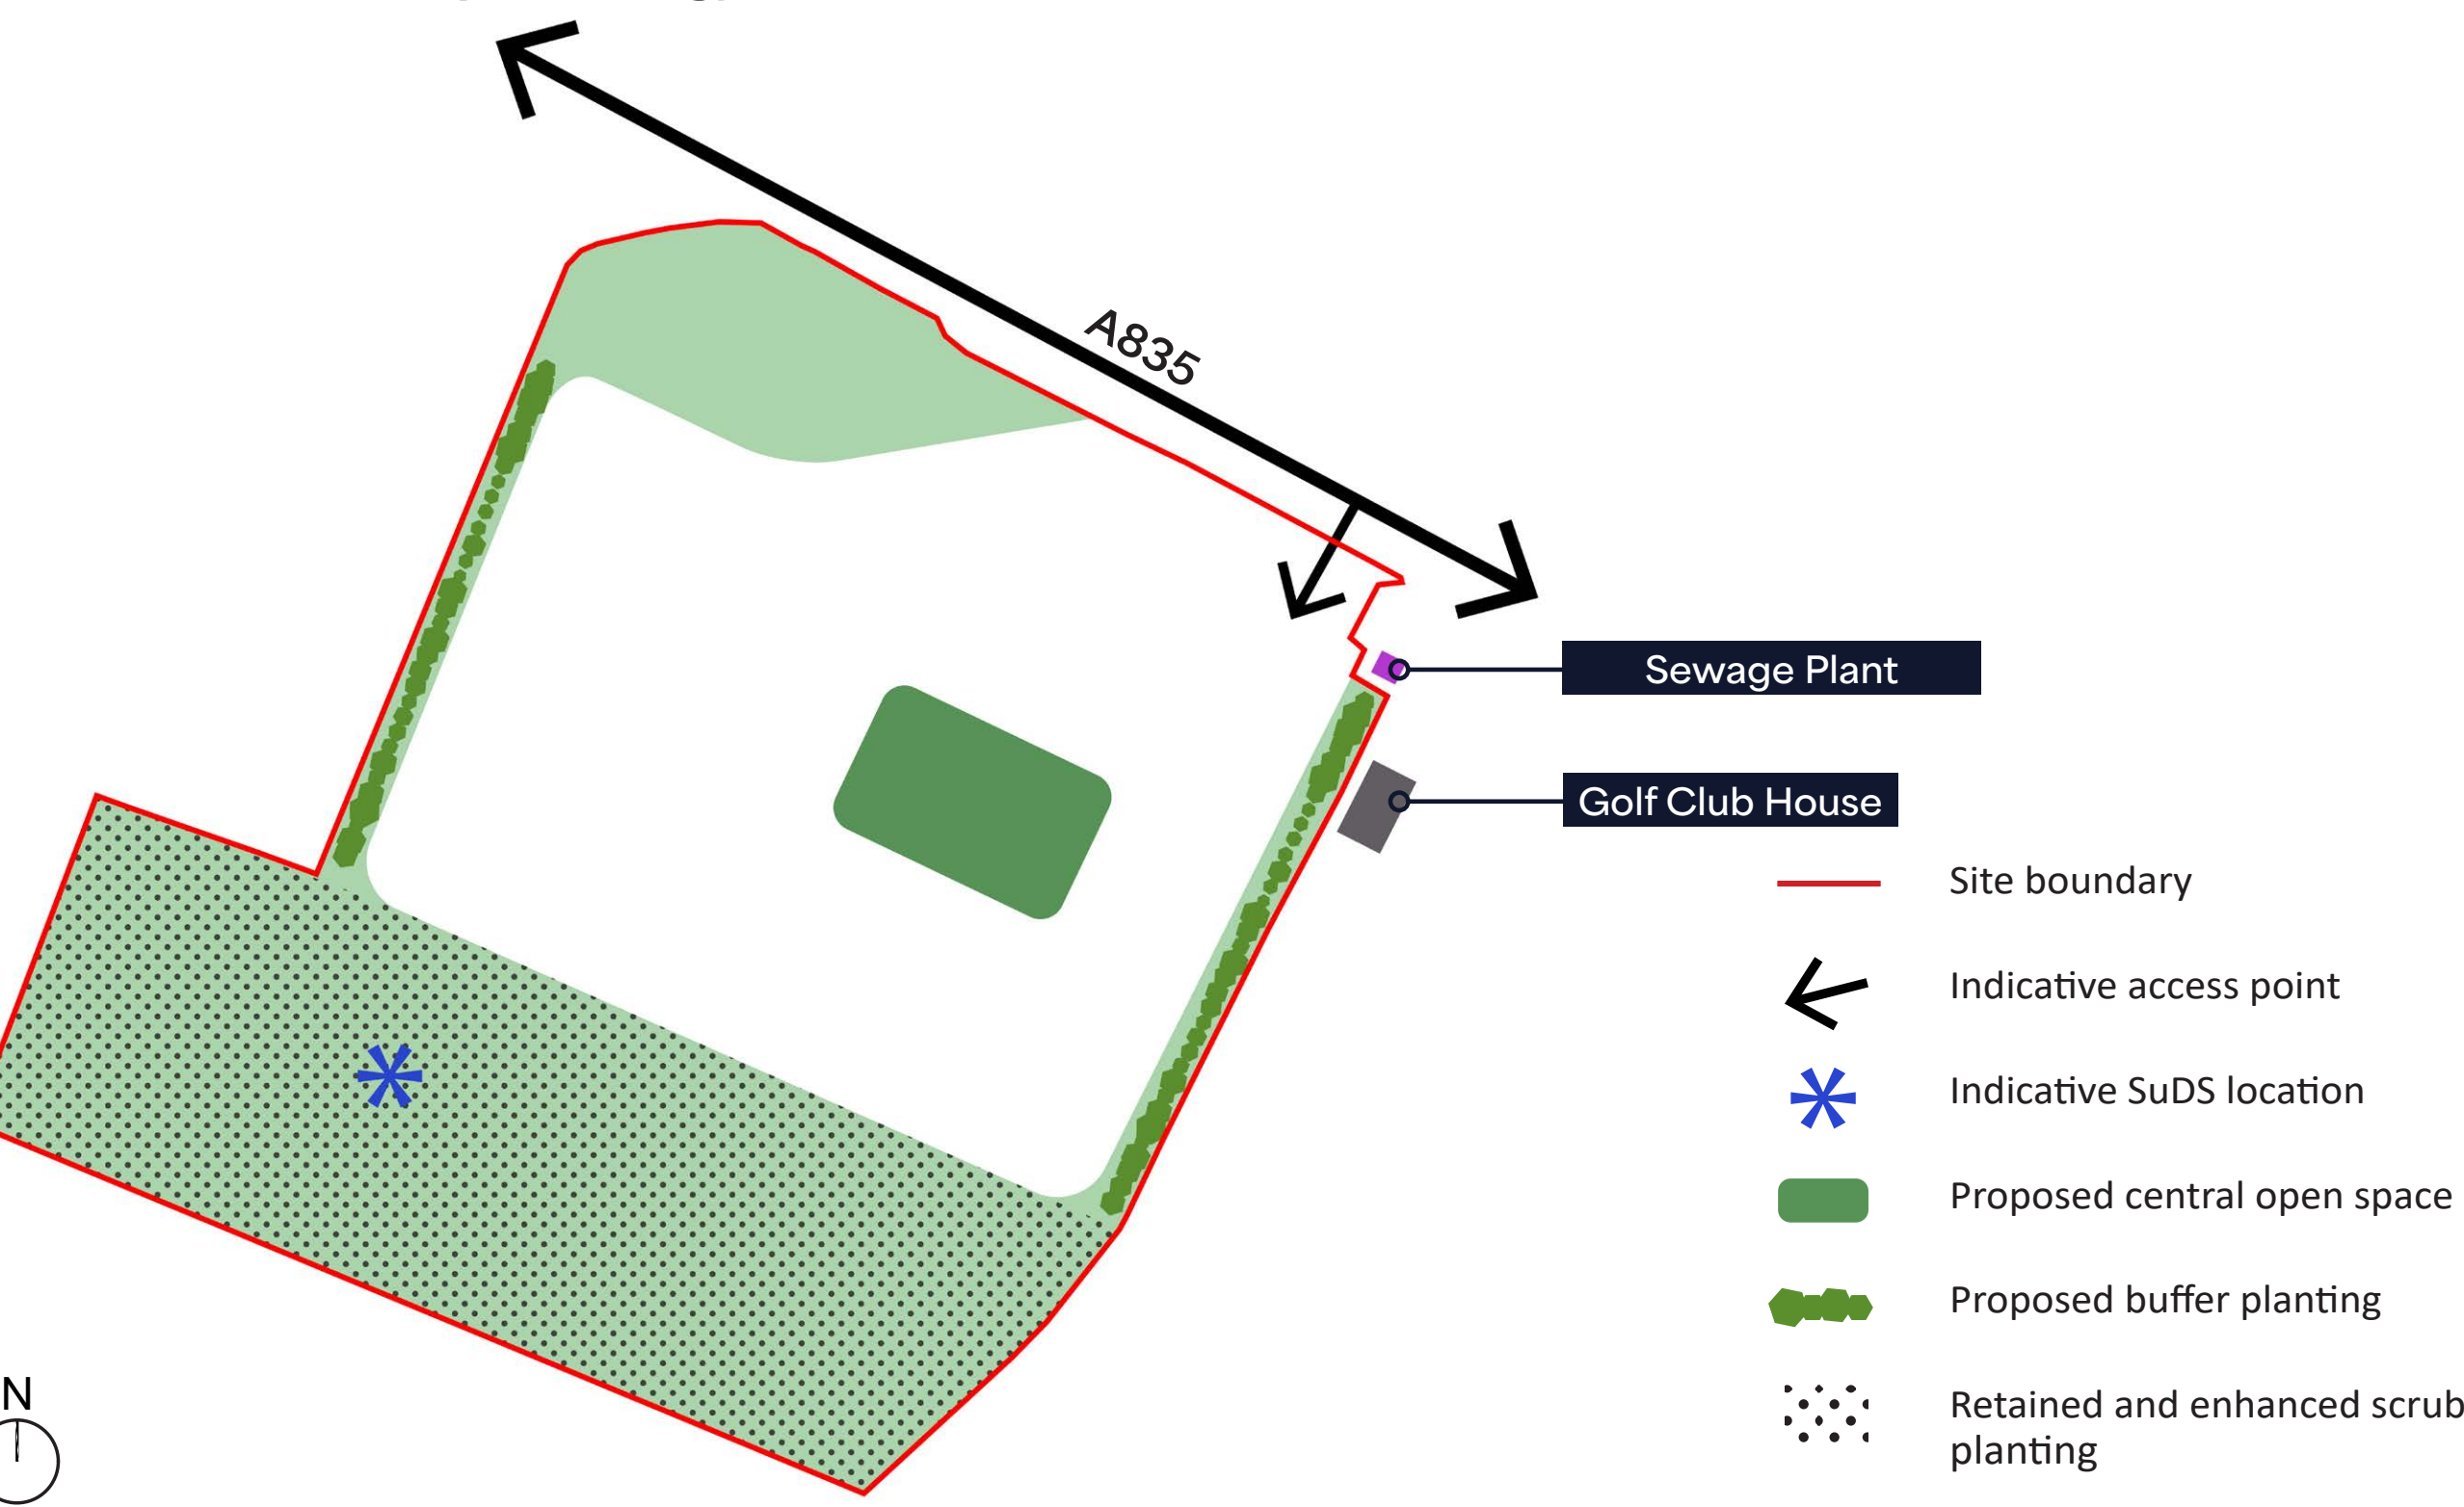 A835
Sewage Plant
Golf Club House
Site boundary
Indicative access point
Indicative SuDS location
Proposed central open space
Proposed buffer planting
Retained and enhanced scrub
planting
N